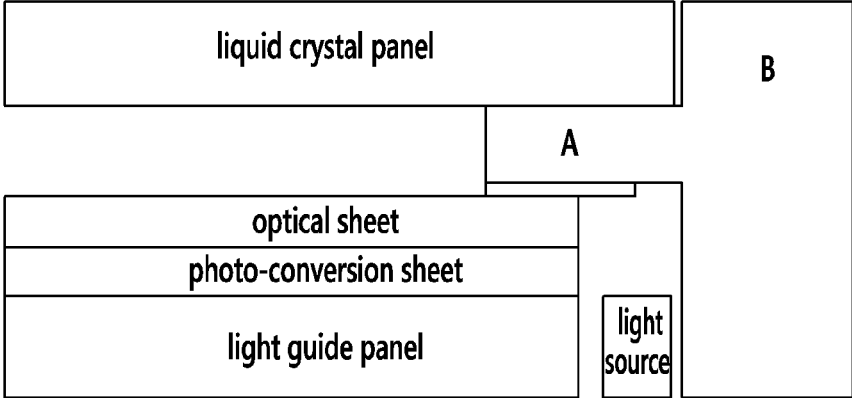 liquid crystal panel
B
A
optical sheet
photo-conversion sheet
light guide panel
light
source